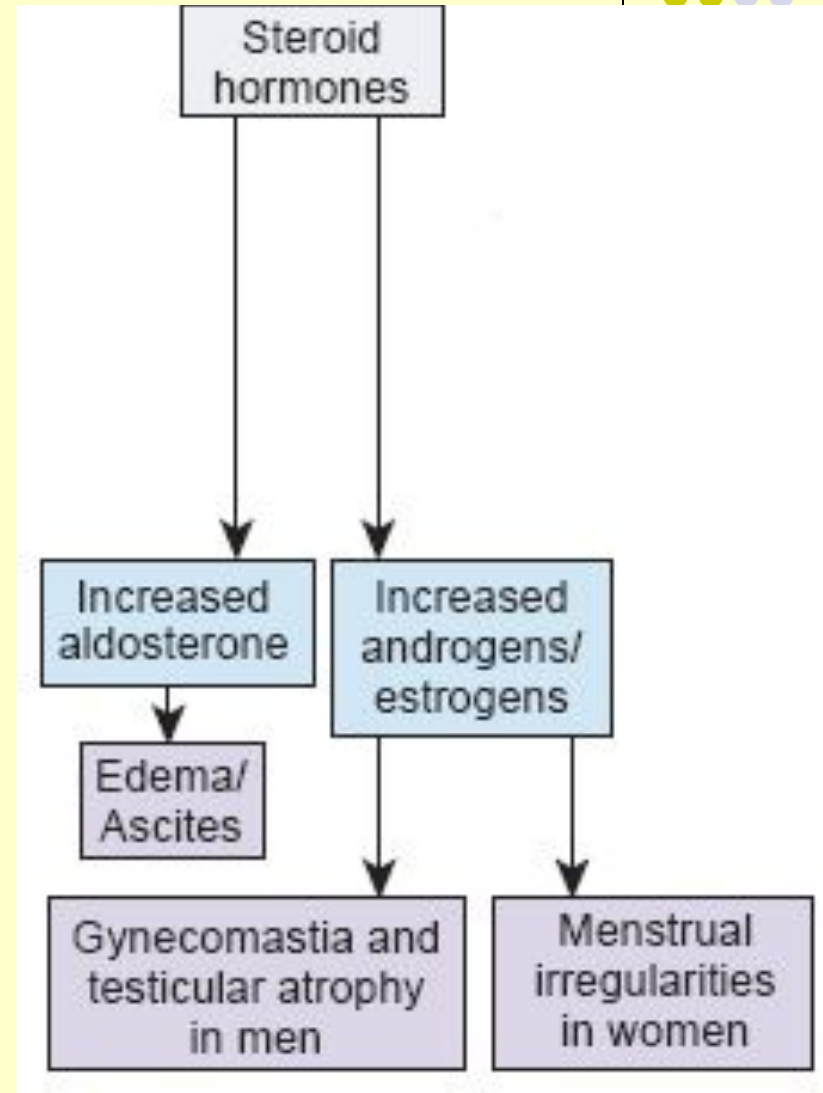 Steroid
hormones
Increased
aldosterone
Increased
androgens/
estrogens
Edema/
Ascites
Gynecomastia and
testicular atrophy
in men
Menstrual
irregularities
in women